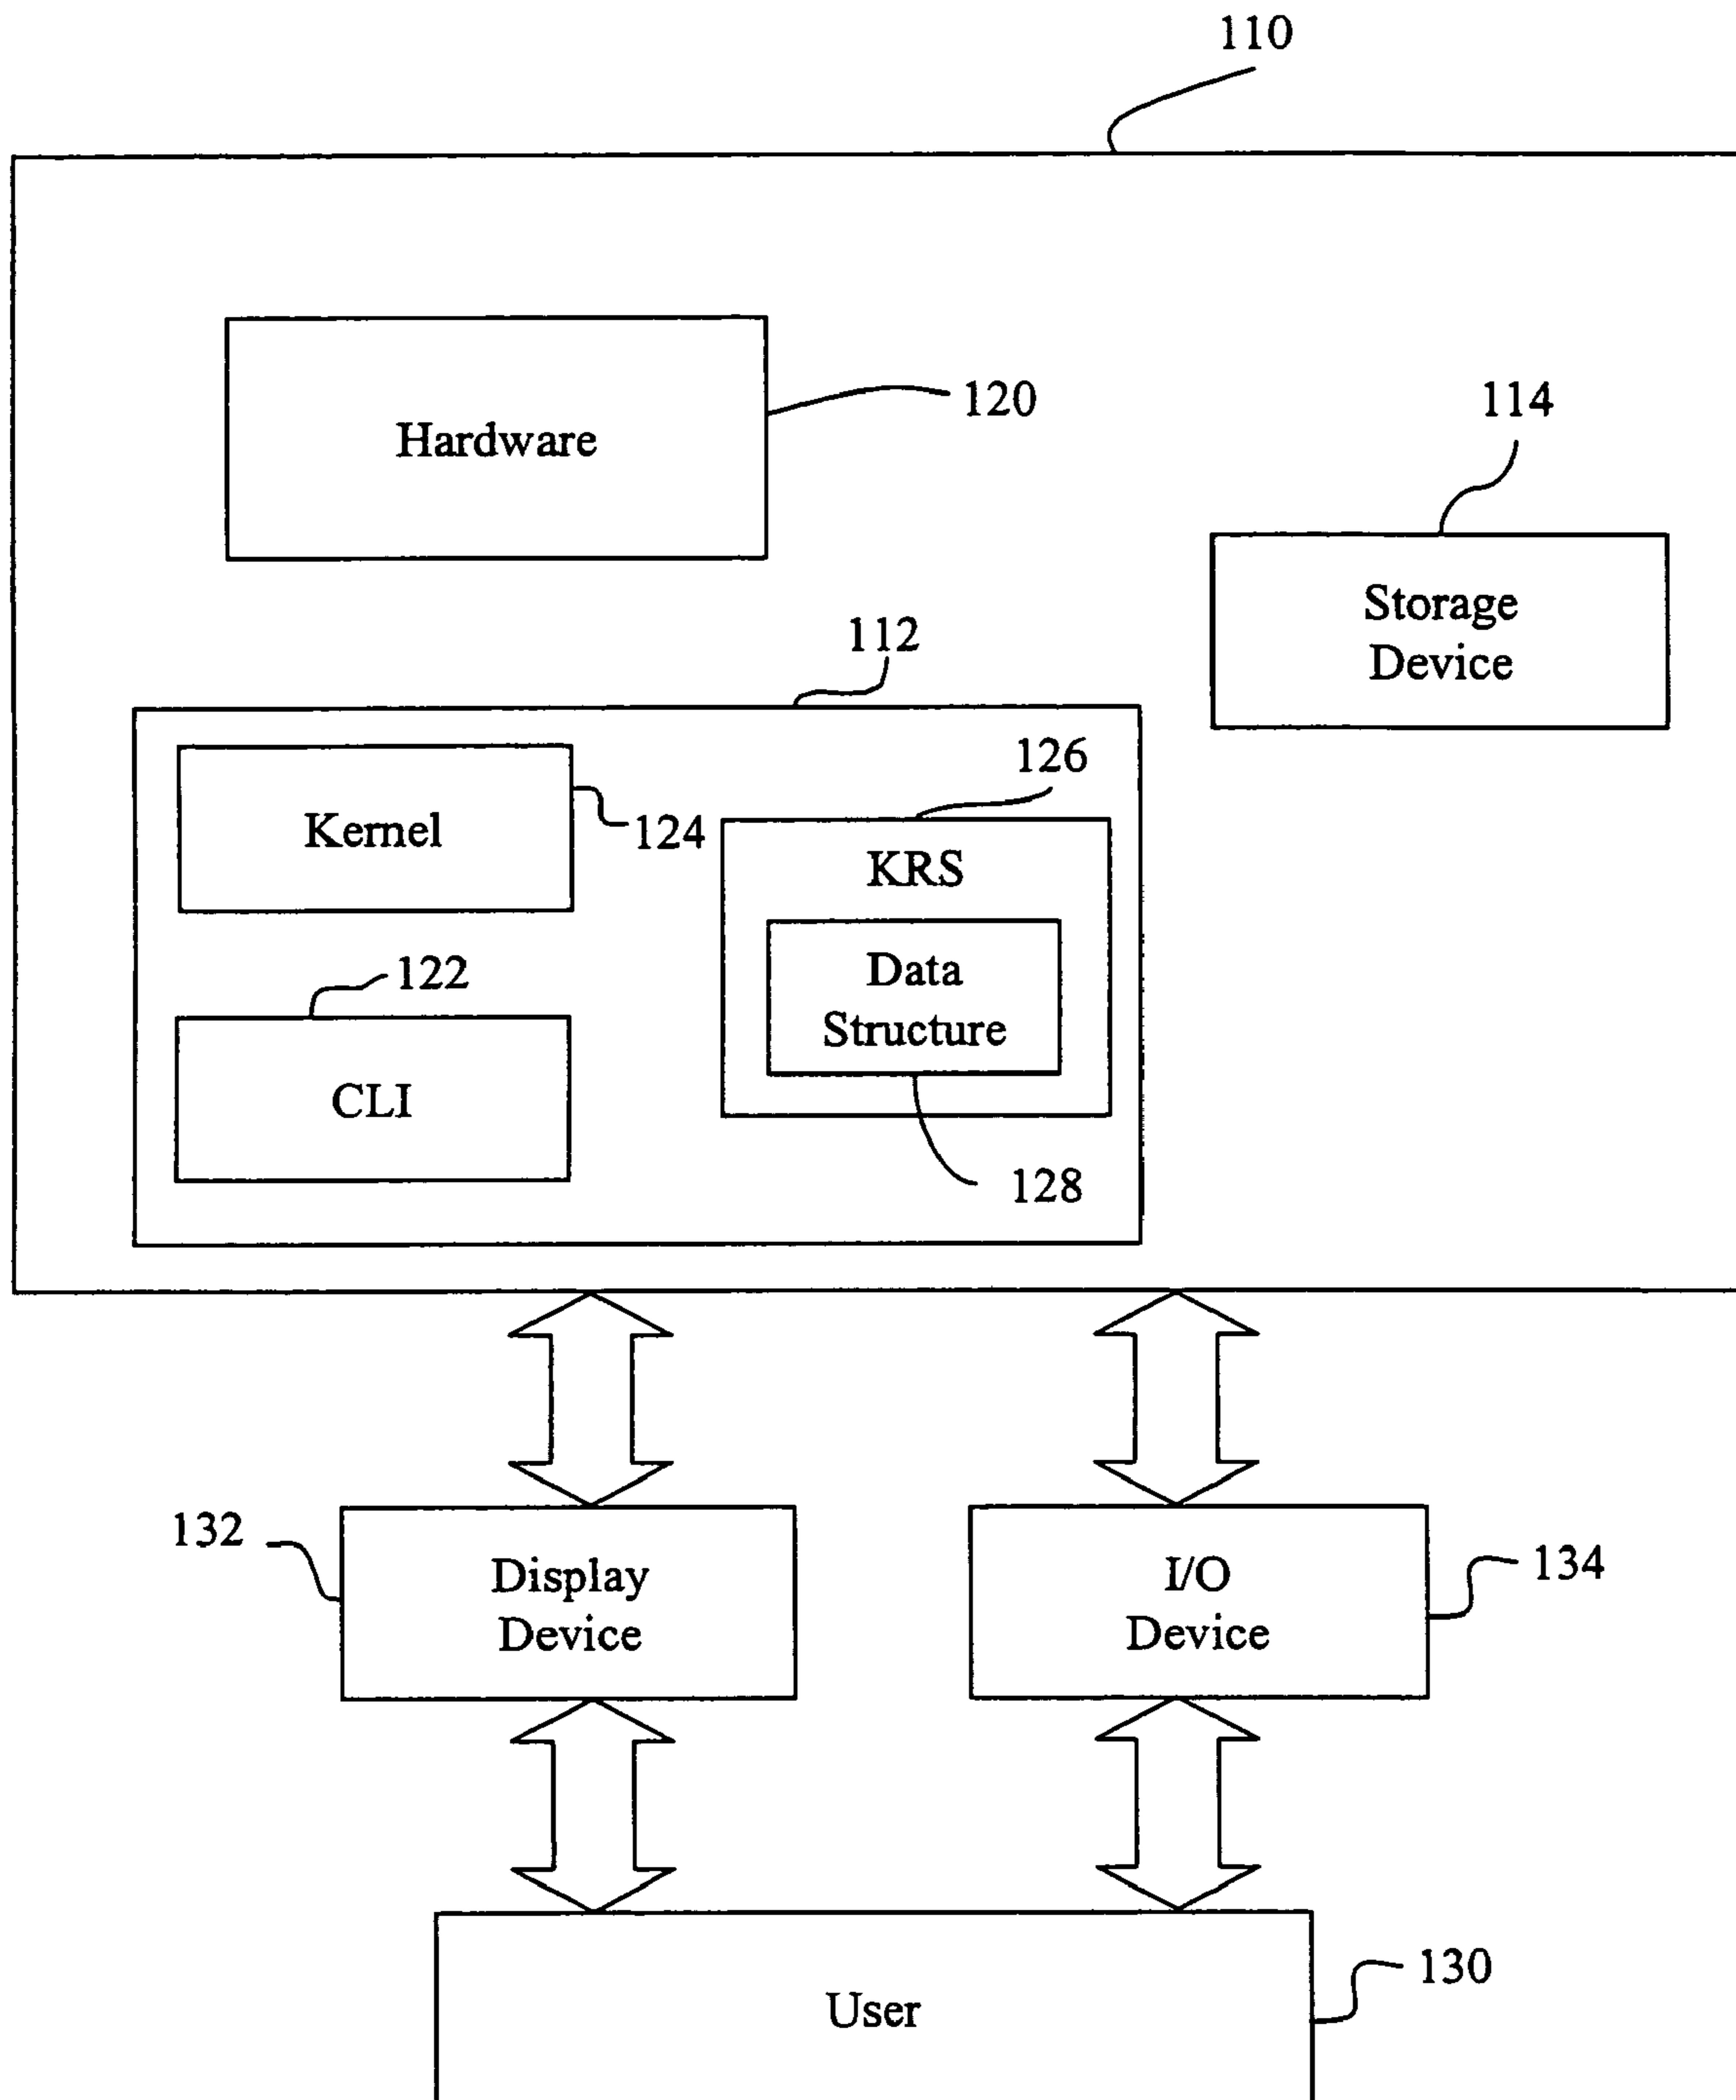 110
Hardware
120
114
Storage
Device
112
Kernel
124
126
KRS
Data
Structure
122
CLI
128
132
Display
Device
I/O
Device
134
User
130